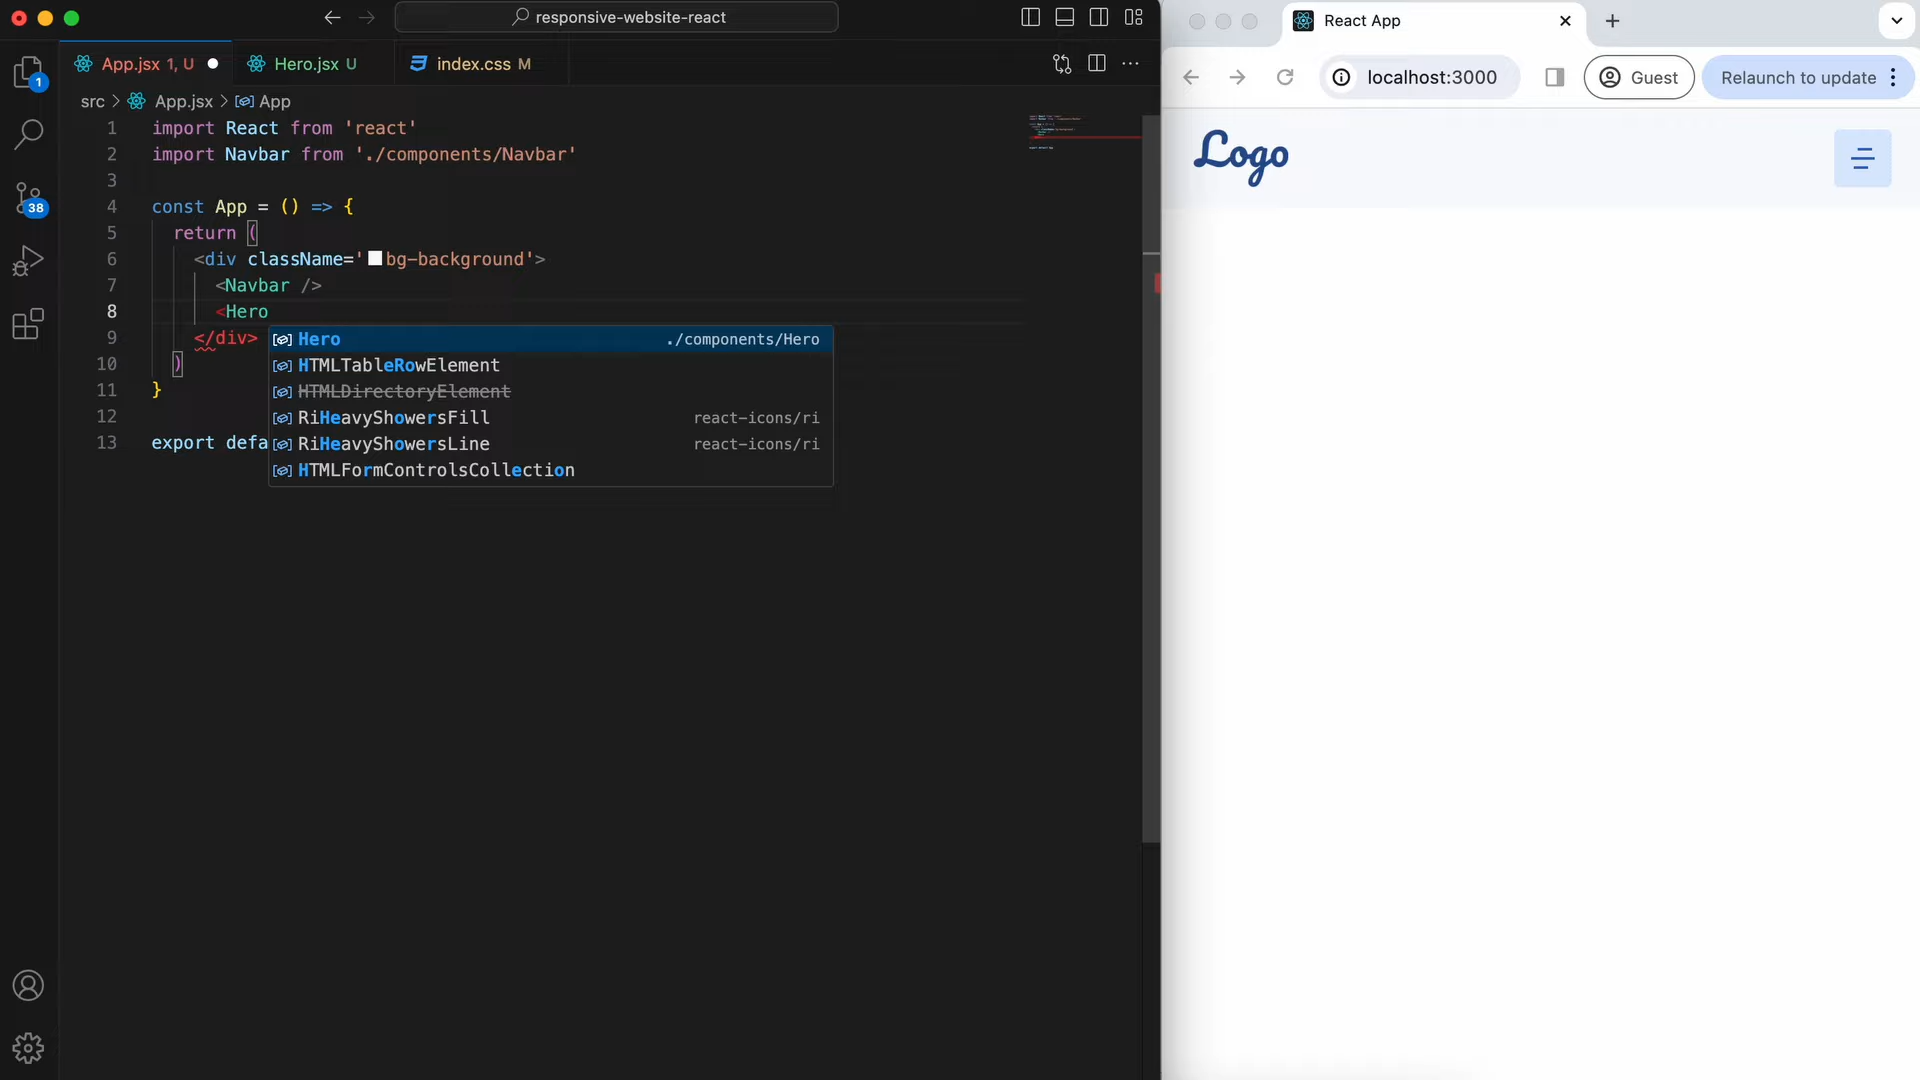 responsive-website-react
App.jsx 1, U
Hero.jsx U
index.css M
src > App.jsx > App
1 import React from 'react'
2 import Navbar from './components/Navbar'
3
4 const App = () => {
5 return (
6 <div className='bg-background'>
7 <Navbar />
8 <Hero
9 </div>
10 )
11 }
12
13 export defa
Hero ./components/Hero
HTMLTableRowElement
HTMLDirectoryElement
RiHeavyShowersFill react-icons/ri
RiHeavyShowersLine react-icons/ri
HTMLFormControlsCollection
1
38
React App
localhost:3000
Guest
Relaunch to update
Logo